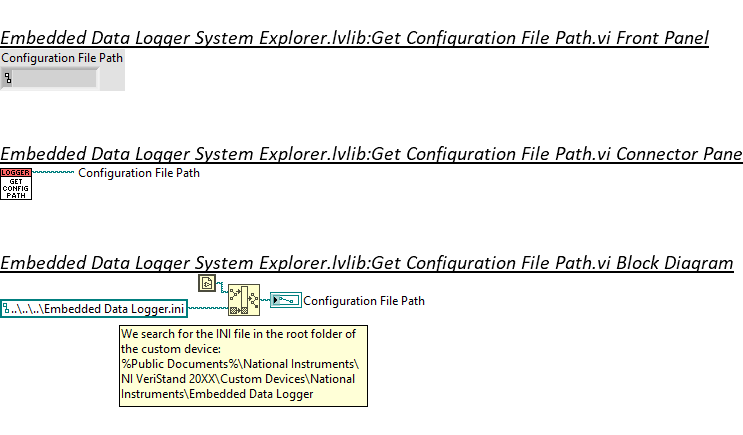 Embedded Data Logger System Explorer.lvlib:Get Configuration File Path.vi Front Panel
Configuration File Path
Embedded Data Logger System Explorer.lvlib:Get Configuration File Path.vi Connector Pane
LOGGER
GET
CONFIG
PATH
Configuration File Path
Embedded Data Logger System Explorer.lvlib:Get Configuration File Path.vi Block Diagram
..\..\..\Embedded Data Logger.ini
Configuration File Path
We search for the INI file in the root folder of
the custom device:
%Public Documents%\National Instruments\
NI VeriStand 20XX\Custom Devices\National
Instruments\Embedded Data Logger